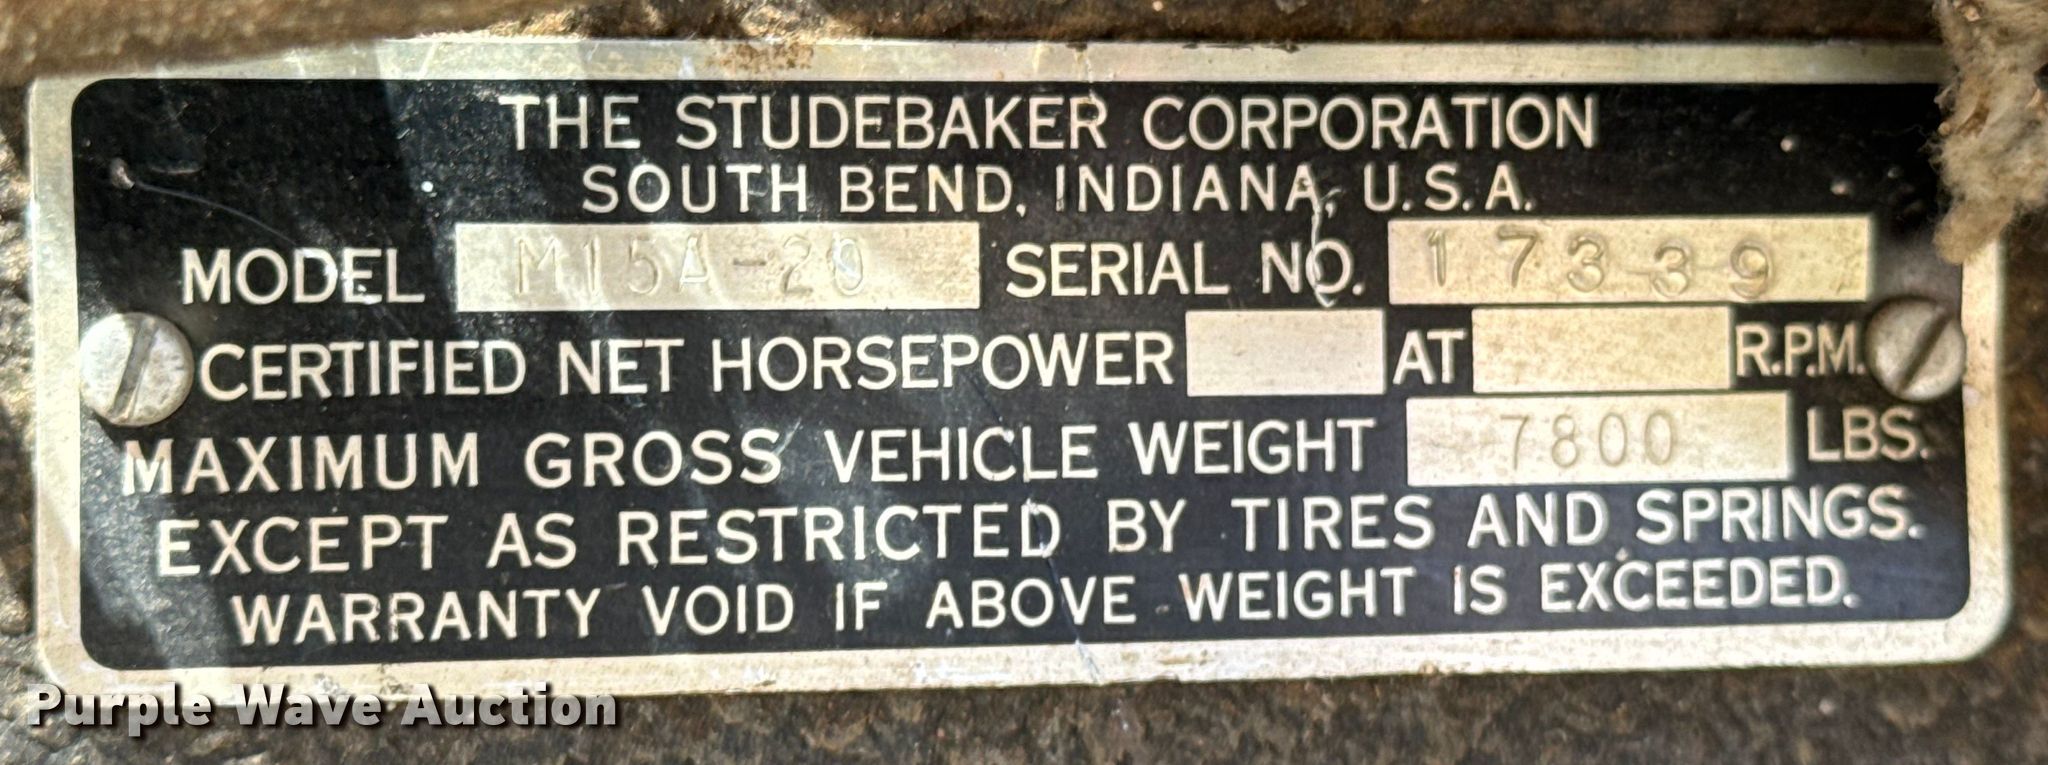 THE STUDEBAKER CORPORATION
SOUTH BEND, INDIANA, U.S.A.
MODEL M15A-20 SERIAL NO. 17339
CERTIFIED NET HORSEPOWER AT R.P.M.
MAXIMUM GROSS VEHICLE WEIGHT 7800 LBS.
EXCEPT AS RESTRICTED BY TIRES AND SPRINGS.
WARRANTY VOID IF ABOVE WEIGHT IS EXCEEDED.
Purple Wave Auction